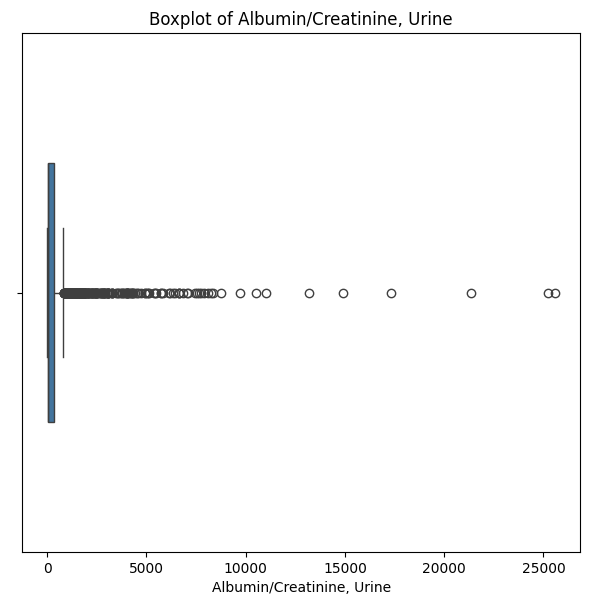 Boxplot of Albumin/Creatinine, Urine
0 5000 10000 15000 20000 25000
Albumin/Creatinine, Urine